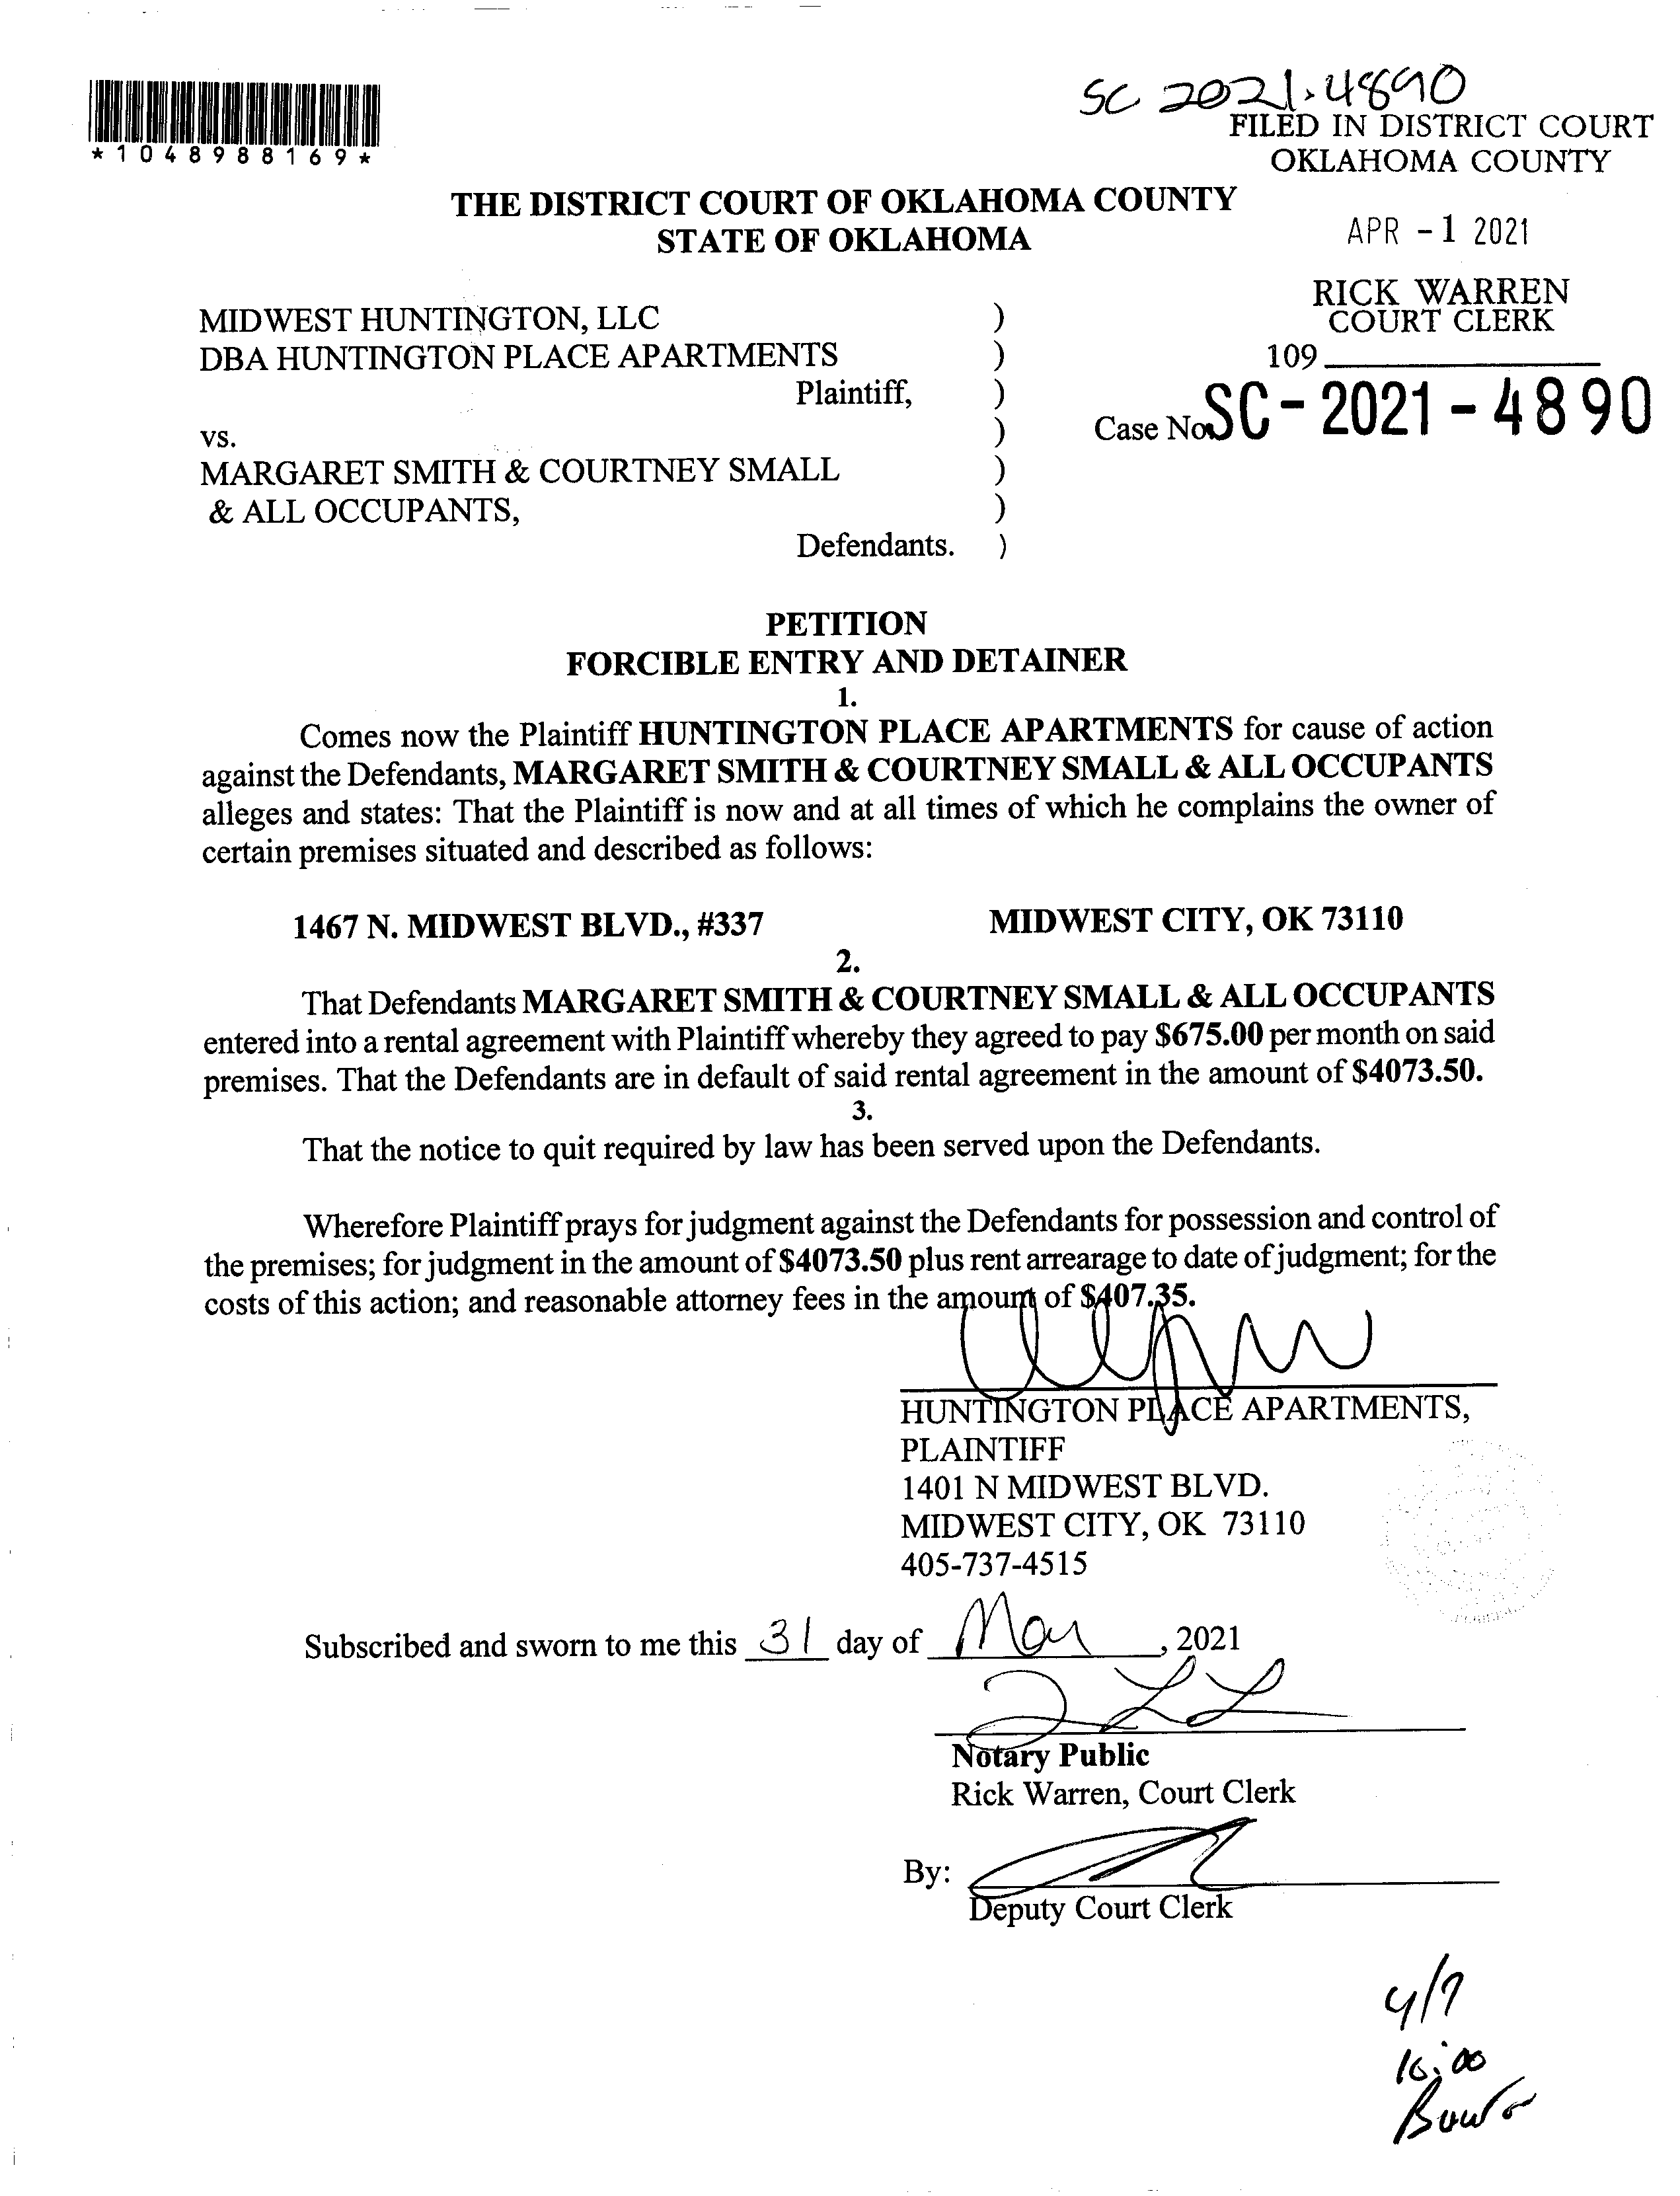 SC 2021-4890
FILED IN DISTRICT COURT
OKLAHOMA COUNTY
*1048988169*
THE DISTRICT COURT OF OKLAHOMA COUNTY
STATE OF OKLAHOMA
APR -1 2021
RICK WARREN
COURT CLERK
109
MIDWEST HUNTINGTON, LLC )
DBA HUNTINGTON PLACE APARTMENTS )
Plaintiff, )
vs. ) Case No. SC-2021-4890
MARGARET SMITH & COURTNEY SMALL )
& ALL OCCUPANTS, )
Defendants. )
PETITION
FORCIBLE ENTRY AND DETAINER
1.
Comes now the Plaintiff HUNTINGTON PLACE APARTMENTS for cause of action
against the Defendants, MARGARET SMITH & COURTNEY SMALL & ALL OCCUPANTS
alleges and states: That the Plaintiff is now and at all times of which he complains the owner of
certain premises situated and described as follows:
1467 N. MIDWEST BLVD., #337 MIDWEST CITY, OK 73110
2.
That Defendants MARGARET SMITH & COURTNEY SMALL & ALL OCCUPANTS
entered into a rental agreement with Plaintiff whereby they agreed to pay $675.00 per month on said
premises. That the Defendants are in default of said rental agreement in the amount of $4073.50.
3.
That the notice to quit required by law has been served upon the Defendants.
Wherefore Plaintiff prays for judgment against the Defendants for possession and control of
the premises; for judgment in the amount of $4073.50 plus rent arrearage to date of judgment; for the
costs of this action; and reasonable attorney fees in the amount of $407.35.
HUNTINGTON PLACE APARTMENTS,
PLAINTIFF
1401 N MIDWEST BLVD.
MIDWEST CITY, OK 73110
405-737-4515
Subscribed and sworn to me this 31 day of Mar, 2021
Notary Public
Rick Warren, Court Clerk
By:
Deputy Court Clerk
4/7